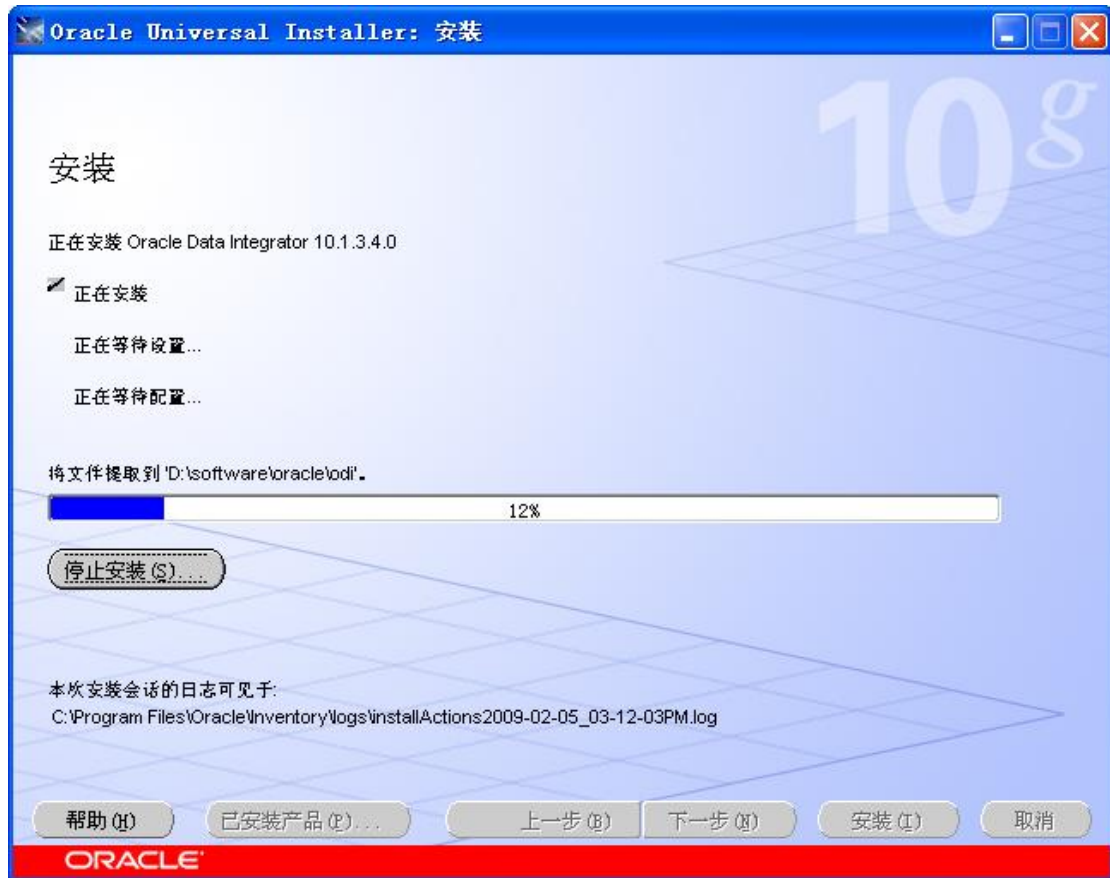 Oracle Universal Installer: 安装
10g
安装
正在安装 Oracle Data Integrator 10.1.3.4.0
正在安装
正在等待设置...
正在等待配置...
将文件提取到 'D:\software\oracle\odi'。
12%
停止安装(S)...
本次安装会话的日志可见于:
C:\Program Files\Oracle\Inventory\logs\installActions2009-02-05_03-12-03PM.log
帮助(H) 已安装产品(P)... 上一步(B) 下一步(N) 安装(I) 取消
ORACLE